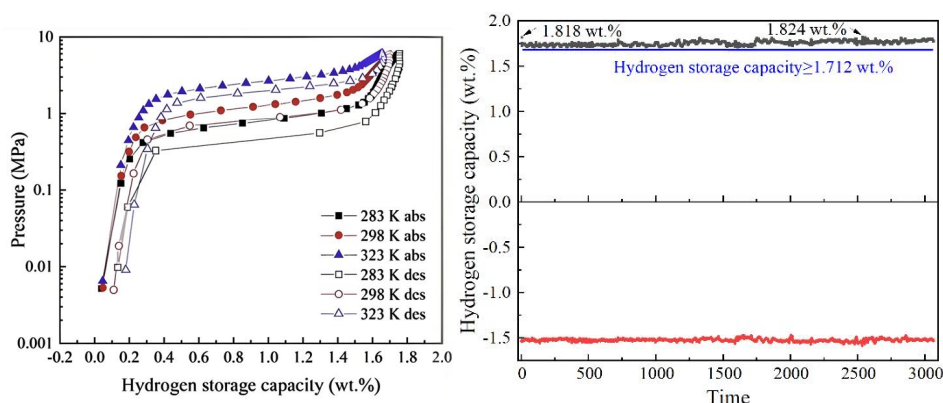 10
1
0.1
0.01
0.001
Pressure (MPa)
283 K abs
298 K abs
323 K abs
283 K des
298 K des
323 K des
-0.2 0.0 0.2 0.4 0.6 0.8 1.0 1.2 1.4 1.6 1.8
Hydrogen storage capacity (wt.%)
2.0
1.5
1.0
0.5
0.0
-0.5
-1.0
-1.5
Hydrogen storage capacity (wt.%)
1.818 wt.%
1.824 wt.%
Hydrogen storage capacity≥1.712 wt.%
0 500 1000 1500 2000 2500 3000
Time